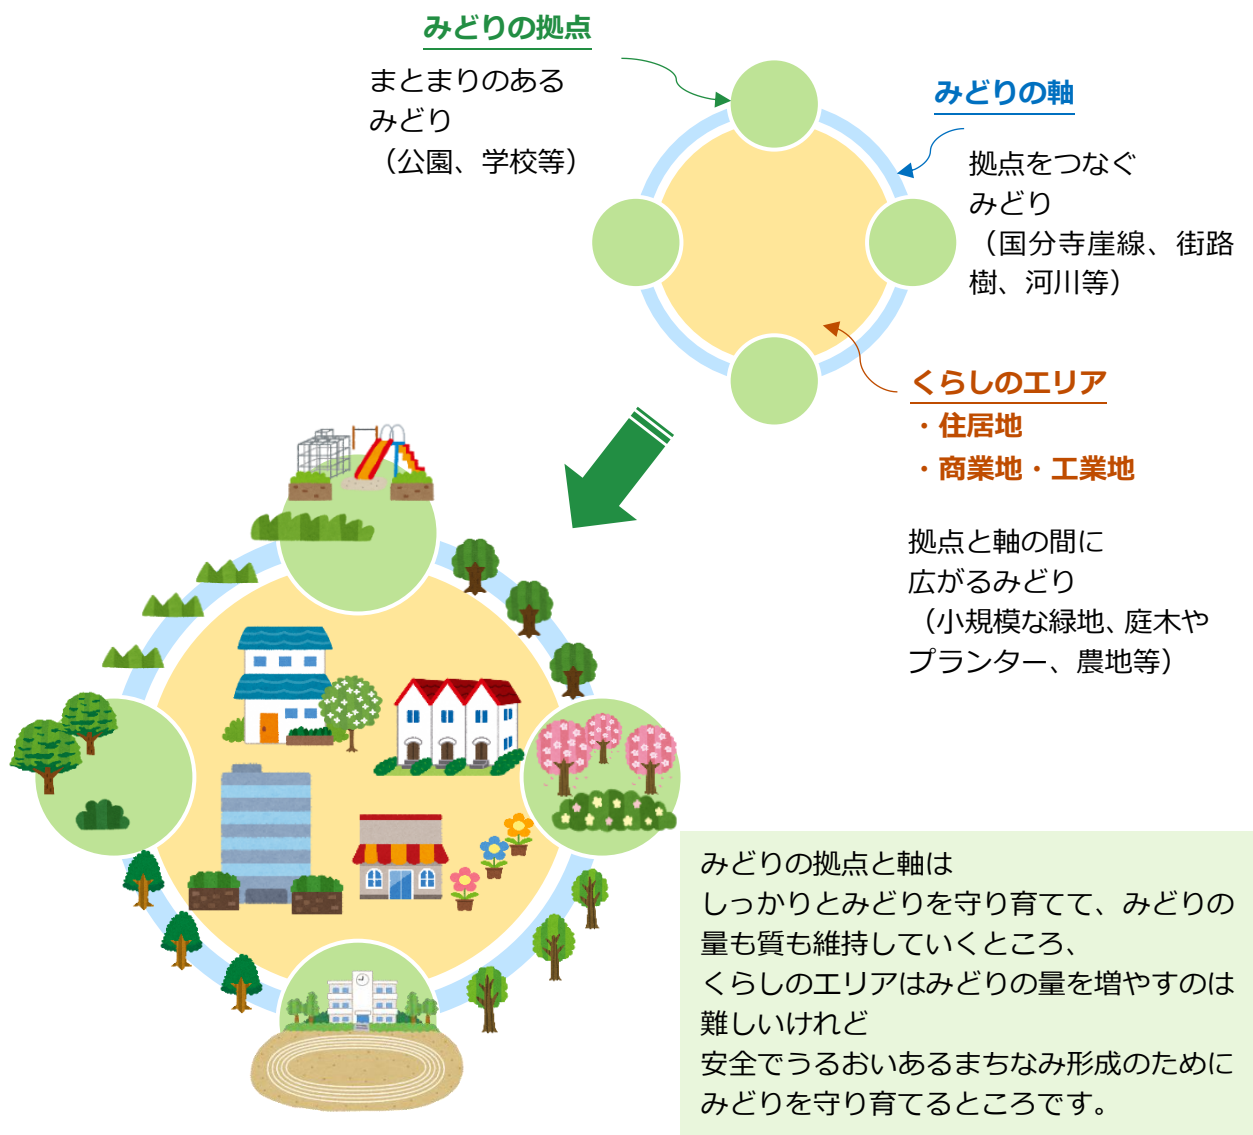 みどりの拠点
まとまりのある
みどり
（公園、学校等）
みどりの軸
拠点をつなぐ
みどり
（国分寺崖線、街路
樹、河川等）
くらしのエリア
・住居地
・商業地・工業地
拠点と軸の間に
広がるみどり
（小規模な緑地、庭木や
プランター、農地等）
みどりの拠点と軸は
しっかりとみどりを守り育てて、みどりの
量も質も維持していくところ、
くらしのエリアはみどりの量を増やすのは
難しいけれど
安全でうるおいあるまちなみ形成のために
みどりを守り育てるところです。